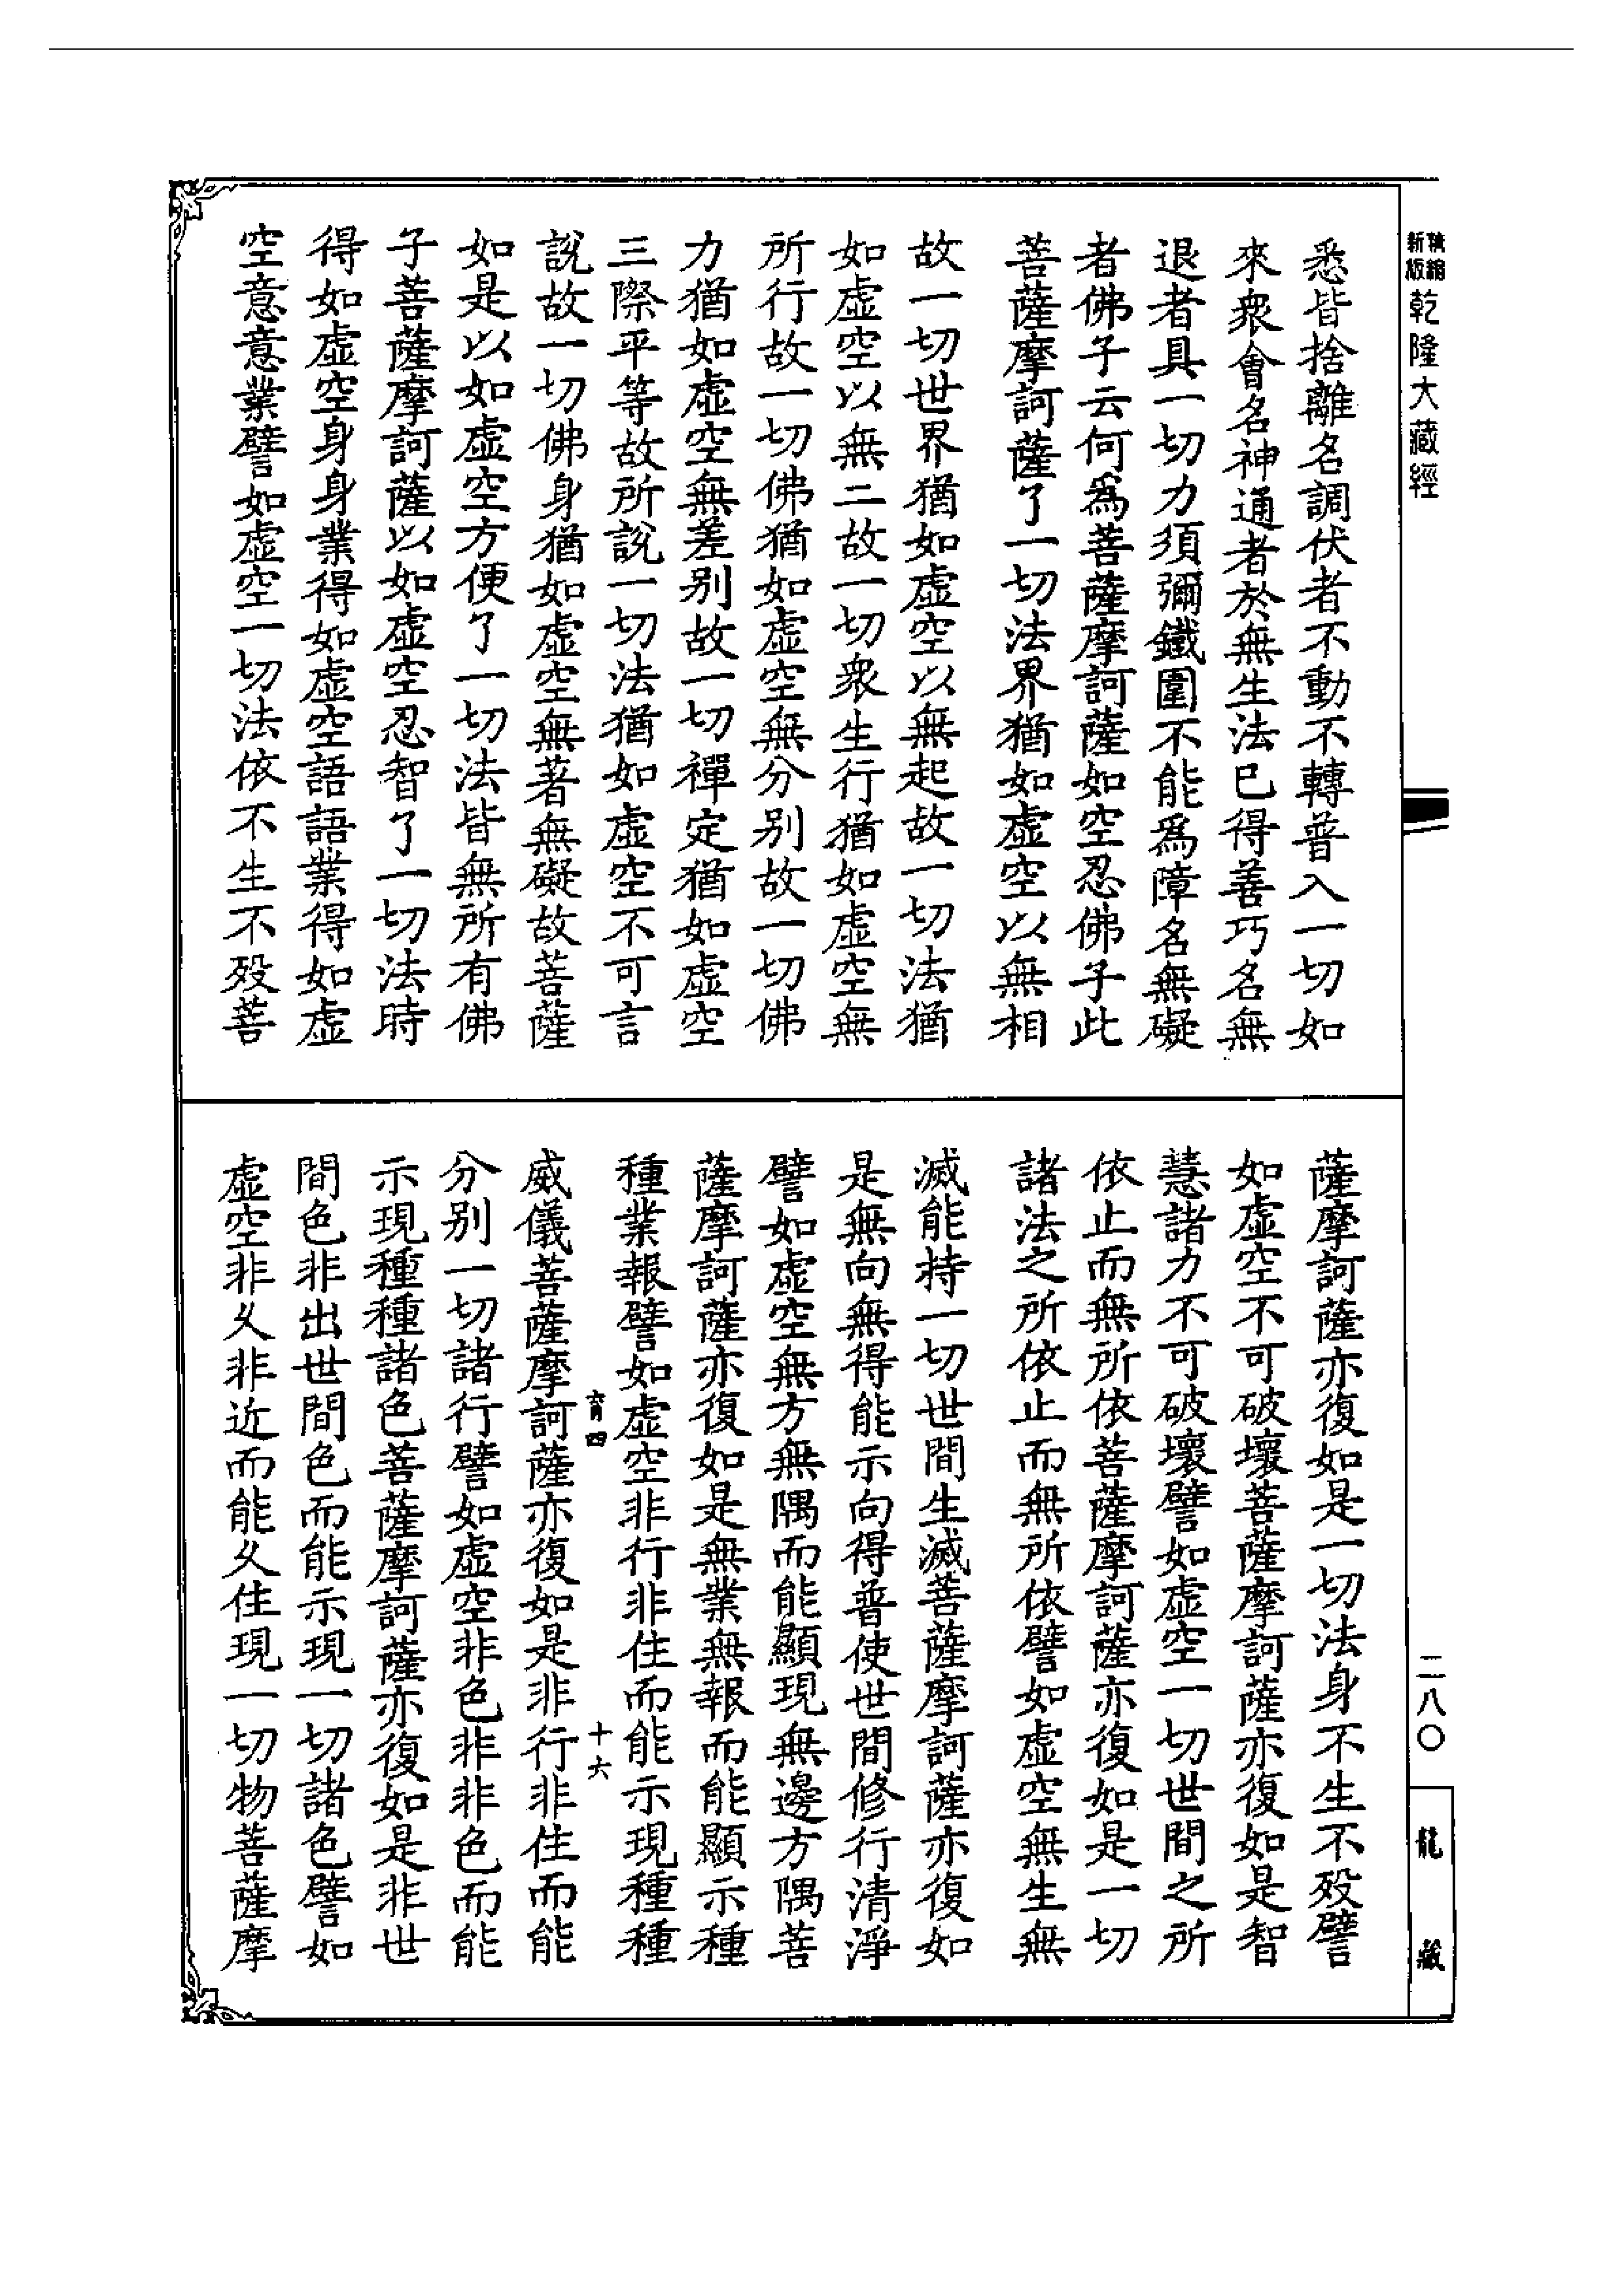 精縮新版乾隆大藏經
悉皆捨離名調伏者不動不轉普入一切如
來衆會名神通者於無生法已得善巧名無
退者具一切力須彌鐵圍不能爲障名無礙
者佛子云何爲菩薩摩訶薩如空忍佛子此
菩薩摩訶薩了一切法界猶如虛空以無相
故一切世界猶如虛空以無起故一切法猶
如虛空以無二故一切衆生行猶如虛空無
所行故一切佛猶如虛空無分别故一切佛
力猶如虛空無差别故一切禪定猶如虛空
三際平等故所說一切法猶如虛空不可言
說故一切佛身猶如虛空無著無礙故菩薩
如是以如虛空方便了一切法皆無所有佛
子菩薩摩訶薩以如虛空忍智了一切法時
得如虛空身身業得如虛空語語業得如虛
空意意業譬如虛空一切法依不生不歿菩
薩摩訶薩亦復如是一切法身不生不歿譬
如虛空不可破壞菩薩摩訶薩亦復如是智
慧諸力不可破壞譬如虛空一切世間之所
依止而無所依菩薩摩訶薩亦復如是一切
諸法之所依止而無所依譬如虛空無生無
滅能持一切世間生滅菩薩摩訶薩亦復如
是無向無得能示向得普使世間修行清淨
譬如虛空無方無隅而能顯現無邊方隅菩
薩摩訶薩亦復如是無業無報而能顯示種
種業報譬如虛空非行非住而能示現種種
四 十六
威儀菩薩摩訶薩亦復如是非行非住而能
分别一切諸行譬如虛空非色非非色而能
示現種種諸色菩薩摩訶薩亦復如是非世
間色非出世間色而能示現一切諸色譬如
虛空非久非近而能久住現一切物菩薩摩
二八〇
龍藏